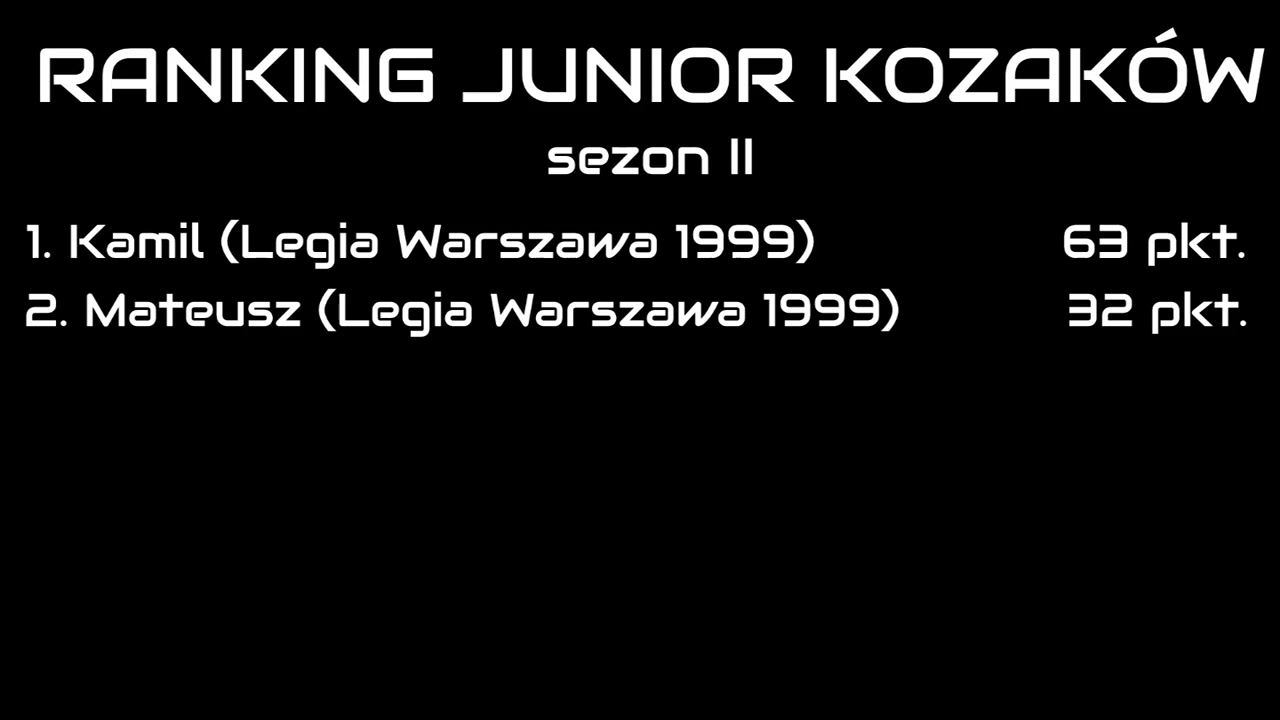 RANKING JUNIOR KOZAKÓW
sezon II
1. Kamil (Legia Warszawa 1999) 63 pkt.
2. Mateusz (Legia Warszawa 1999) 32 pkt.